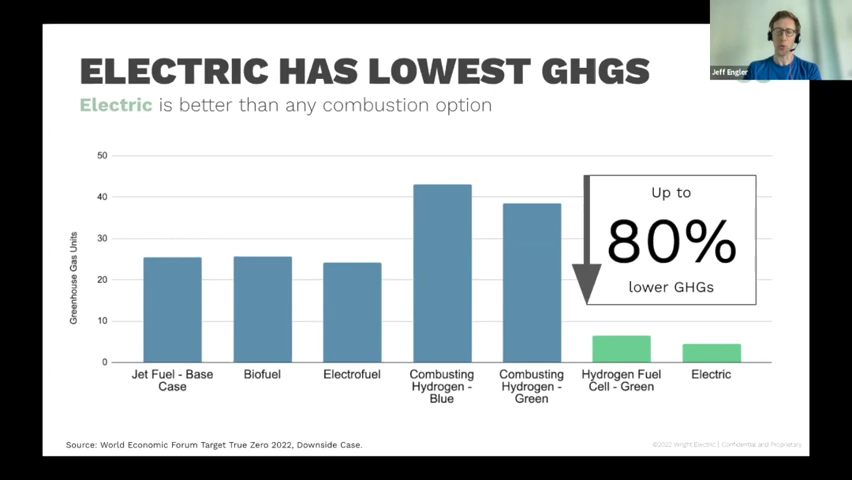 ELECTRIC HAS LOWEST GHGS
Jeff Engler
Electric is better than any combustion option
50
40
30
20
10
0
Greenhouse Gas Units
Up to
80%
lower GHGs
Jet Fuel - Base
Case
Biofuel
Electrofuel
Combusting
Hydrogen -
Blue
Combusting
Hydrogen -
Green
Hydrogen Fuel
Cell - Green
Electric
Source: World Economic Forum Target True Zero 2022, Downside Case.
©2022 Wright Electric | Confidential and Proprietary